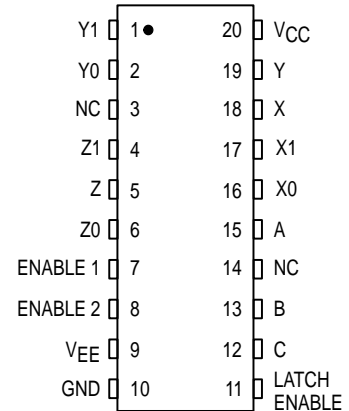 Y1 1 20 VCC
Y0 2 19 Y
NC 3 18 X
Z1 4 17 X1
Z 5 16 X0
Z0 6 15 A
ENABLE 1 7 14 NC
ENABLE 2 8 13 B
VEE 9 12 C
GND 10 11 LATCH
ENABLE